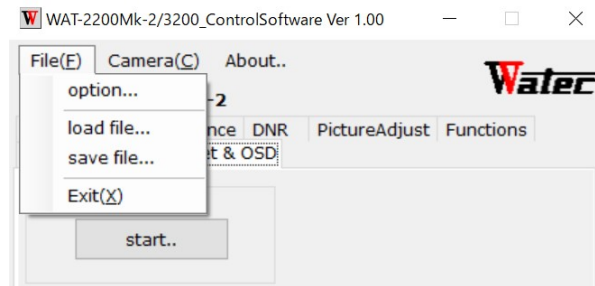 WAT-2200Mk-2/3200_ControlSoftware Ver 1.00
File(F) Camera(C) About..
Watec
option...
-2
load file...
nce DNR PictureAdjust Functions
save file...
et & OSD
Exit(X)
start..